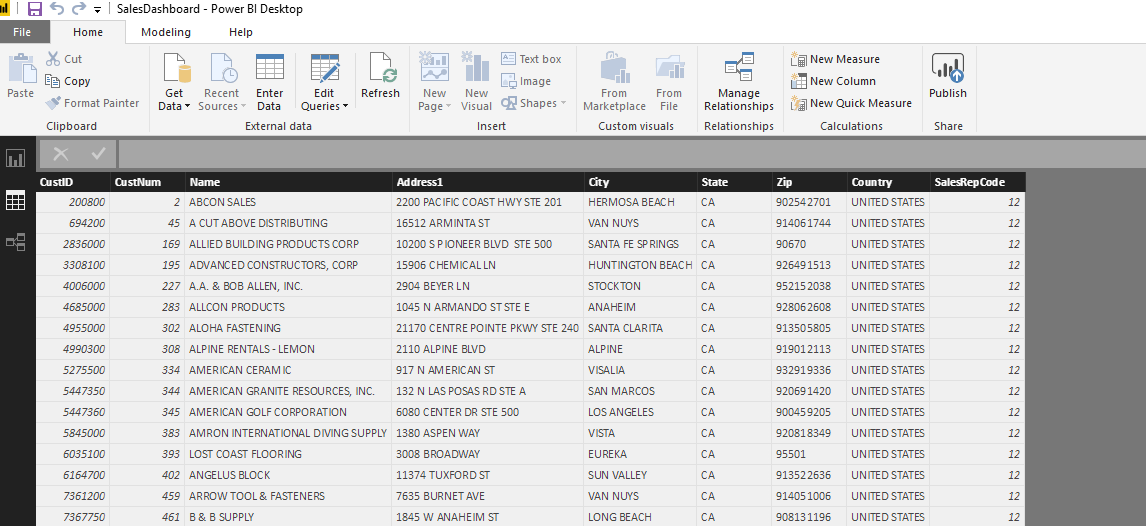 SalesDashboard - Power BI Desktop
File Home Modeling Help
Paste Cut Copy Format Painter Clipboard
Get Data Recent Sources Enter Data Edit Queries Refresh External data
New Page New Visual Text box Image Shapes Insert
From Marketplace From File Custom visuals
Manage Relationships Relationships
New Measure New Column New Quick Measure Calculations
Publish Share
CustID CustNum Name Address1 City State Zip Country SalesRepCode
200800 2 ABCON SALES 2200 PACIFIC COAST HWY STE 201 HERMOSA BEACH CA 902542701 UNITED STATES 12
694200 45 A CUT ABOVE DISTRIBUTING 16512 ARMINTA ST VAN NUYS CA 914061744 UNITED STATES 12
2836000 169 ALLIED BUILDING PRODUCTS CORP 10200 S PIONEER BLVD  STE 500 SANTA FE SPRINGS CA 90670 UNITED STATES 12
3308100 195 ADVANCED CONSTRUCTORS, CORP 15906 CHEMICAL LN HUNTINGTON BEACH CA 926491513 UNITED STATES 12
4006000 227 A.A. & BOB ALLEN, INC. 2904 BEYER LN STOCKTON CA 952152038 UNITED STATES 12
4685000 283 ALLCON PRODUCTS 1045 N ARMANDO ST STE E ANAHEIM CA 928062608 UNITED STATES 12
4955000 302 ALOHA FASTENING 21170 CENTRE POINTE PKWY STE 240 SANTA CLARITA CA 913505805 UNITED STATES 12
4990300 308 ALPINE RENTALS - LEMON 2110 ALPINE BLVD ALPINE CA 919012113 UNITED STATES 12
5275500 334 AMERICAN CERAMIC 917 N AMERICAN ST VISALIA CA 932919336 UNITED STATES 12
5447350 344 AMERICAN GRANITE RESOURCES, INC. 132 N LAS POSAS RD STE A SAN MARCOS CA 920691420 UNITED STATES 12
5447360 345 AMERICAN GOLF CORPORATION 6080 CENTER DR STE 500 LOS ANGELES CA 900459205 UNITED STATES 12
5845000 383 AMRON INTERNATIONAL DIVING SUPPLY 1380 ASPEN WAY VISTA CA 920818349 UNITED STATES 12
6035100 393 LOST COAST FLOORING 3008 BROADWAY EUREKA CA 95501 UNITED STATES 12
6164700 402 ANGELUS BLOCK 11374 TUXFORD ST SUN VALLEY CA 913522636 UNITED STATES 12
7361200 459 ARROW TOOL & FASTENERS 7635 BURNET AVE VAN NUYS CA 914051006 UNITED STATES 12
7367750 461 B & B SUPPLY 1845 W ANAHEIM ST LONG BEACH CA 908131196 UNITED STATES 12